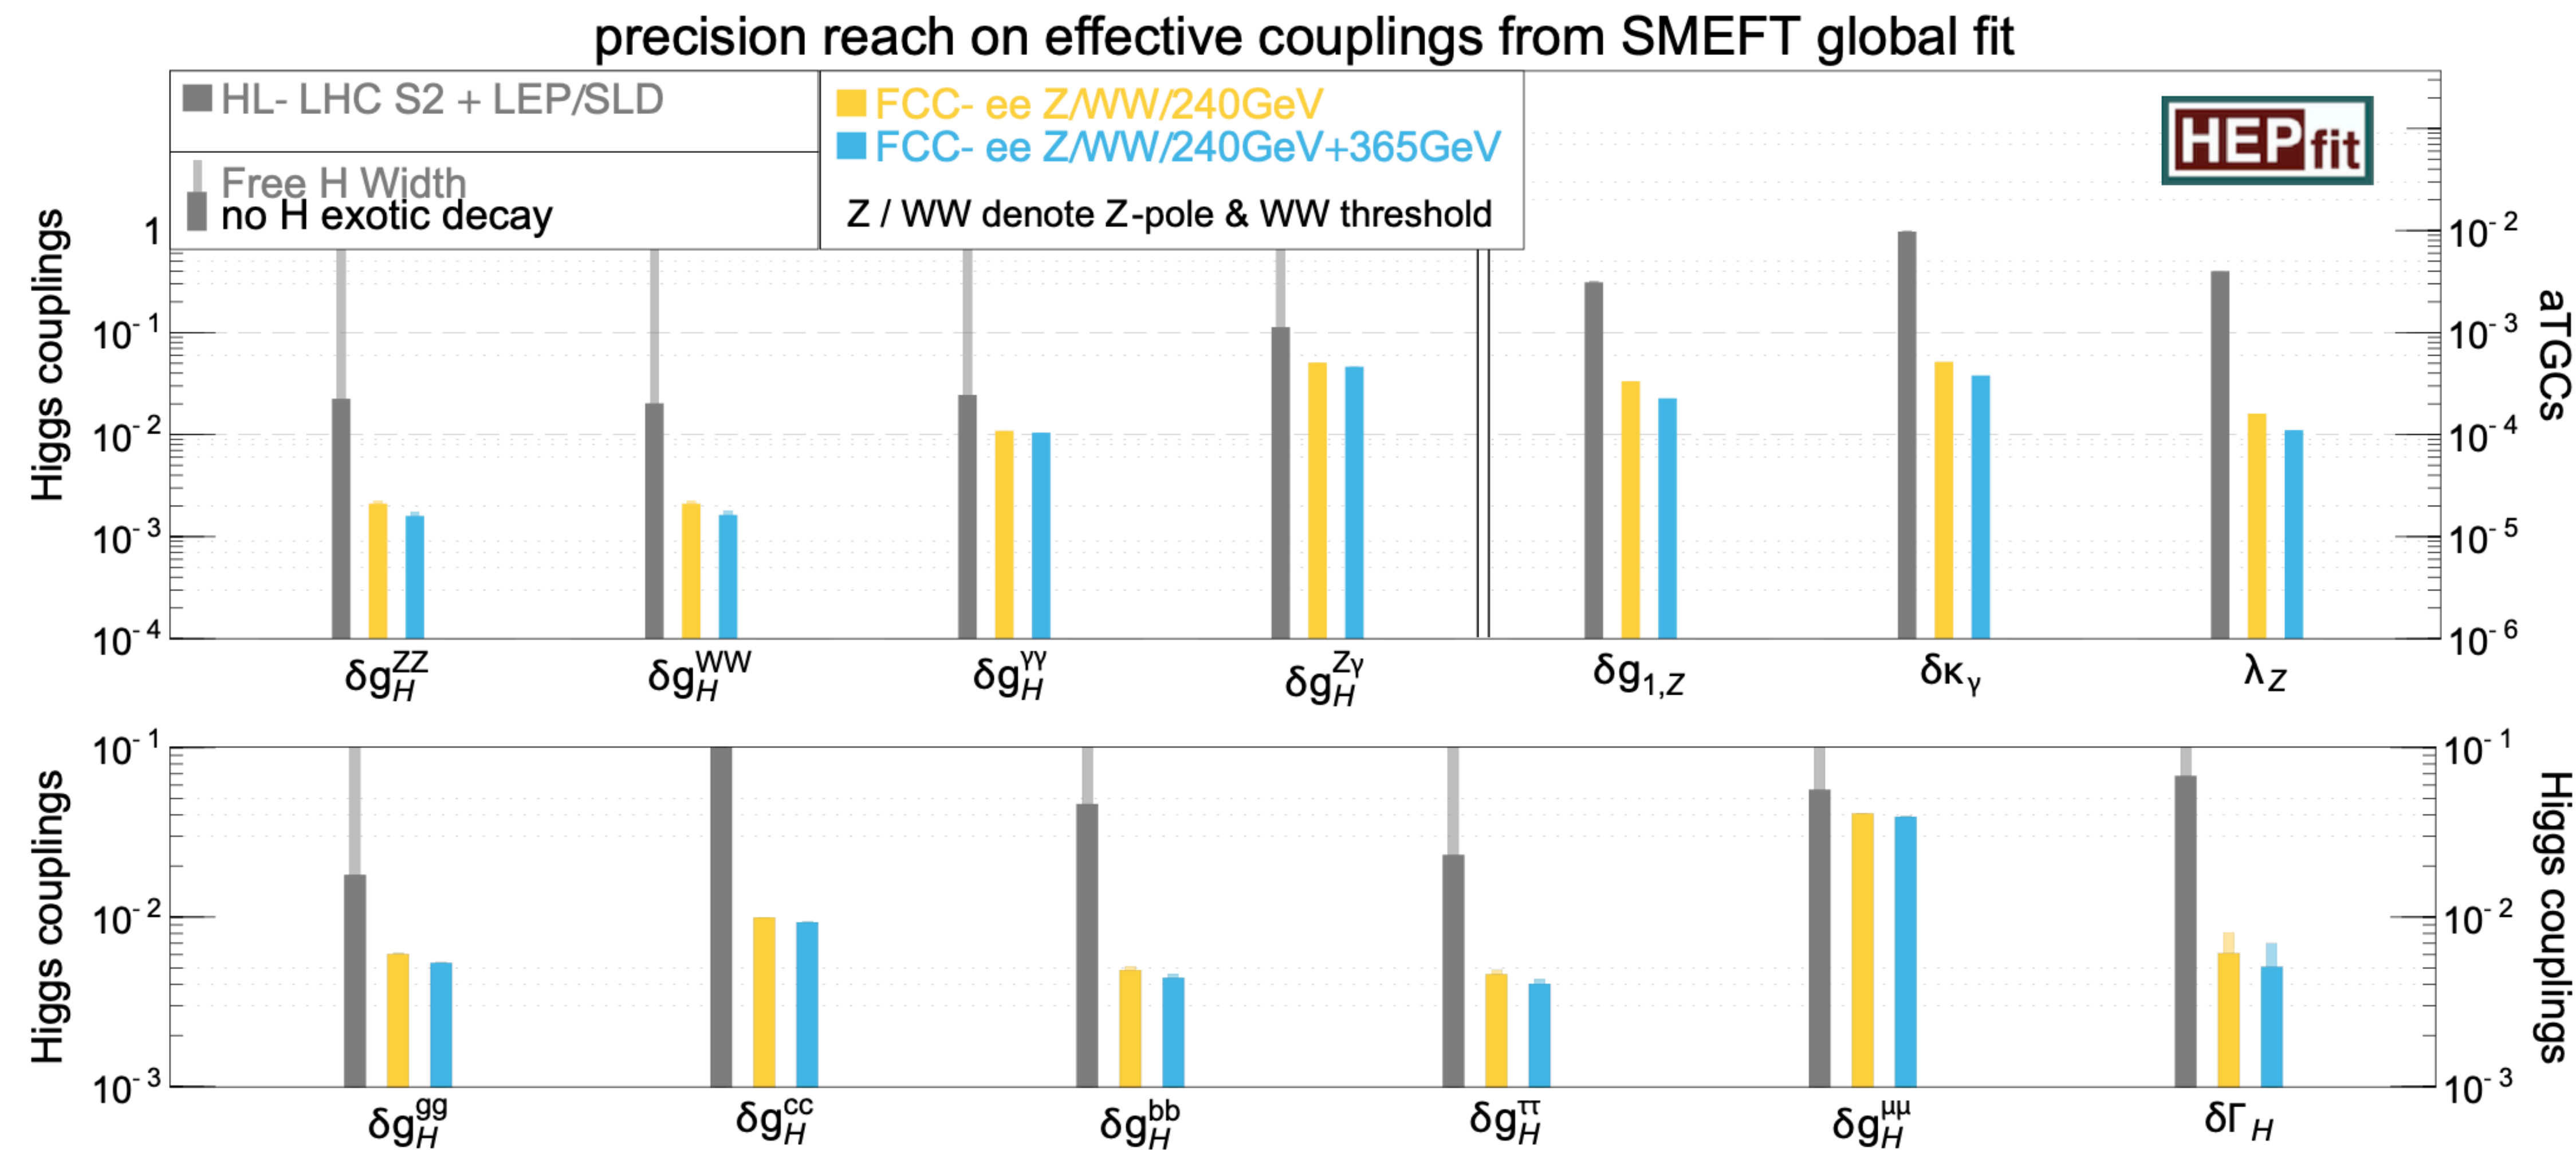 precision reach on effective couplings from SMEFT global fit
HL- LHC S2 + LEP/SLD
Free H Width
no H exotic decay
FCC- ee Z/WW/240GeV
FCC- ee Z/WW/240GeV+365GeV
Z / WW denote Z-pole & WW threshold
HEPfit
Higgs couplings
1
10⁻¹
10⁻²
10⁻³
10⁻⁴
10⁻²
10⁻³
10⁻⁴
10⁻⁵
10⁻⁶
aTGCs
δg_H^ZZ δg_H^WW δg_H^γγ δg_H^Zγ δg_1,Z δκ_γ λ_Z
Higgs couplings
10⁻¹
10⁻²
10⁻³
10⁻¹
10⁻²
10⁻³
Higgs couplings
δg_H^gg δg_H^cc δg_H^bb δg_H^ττ δg_H^μμ δΓ_H